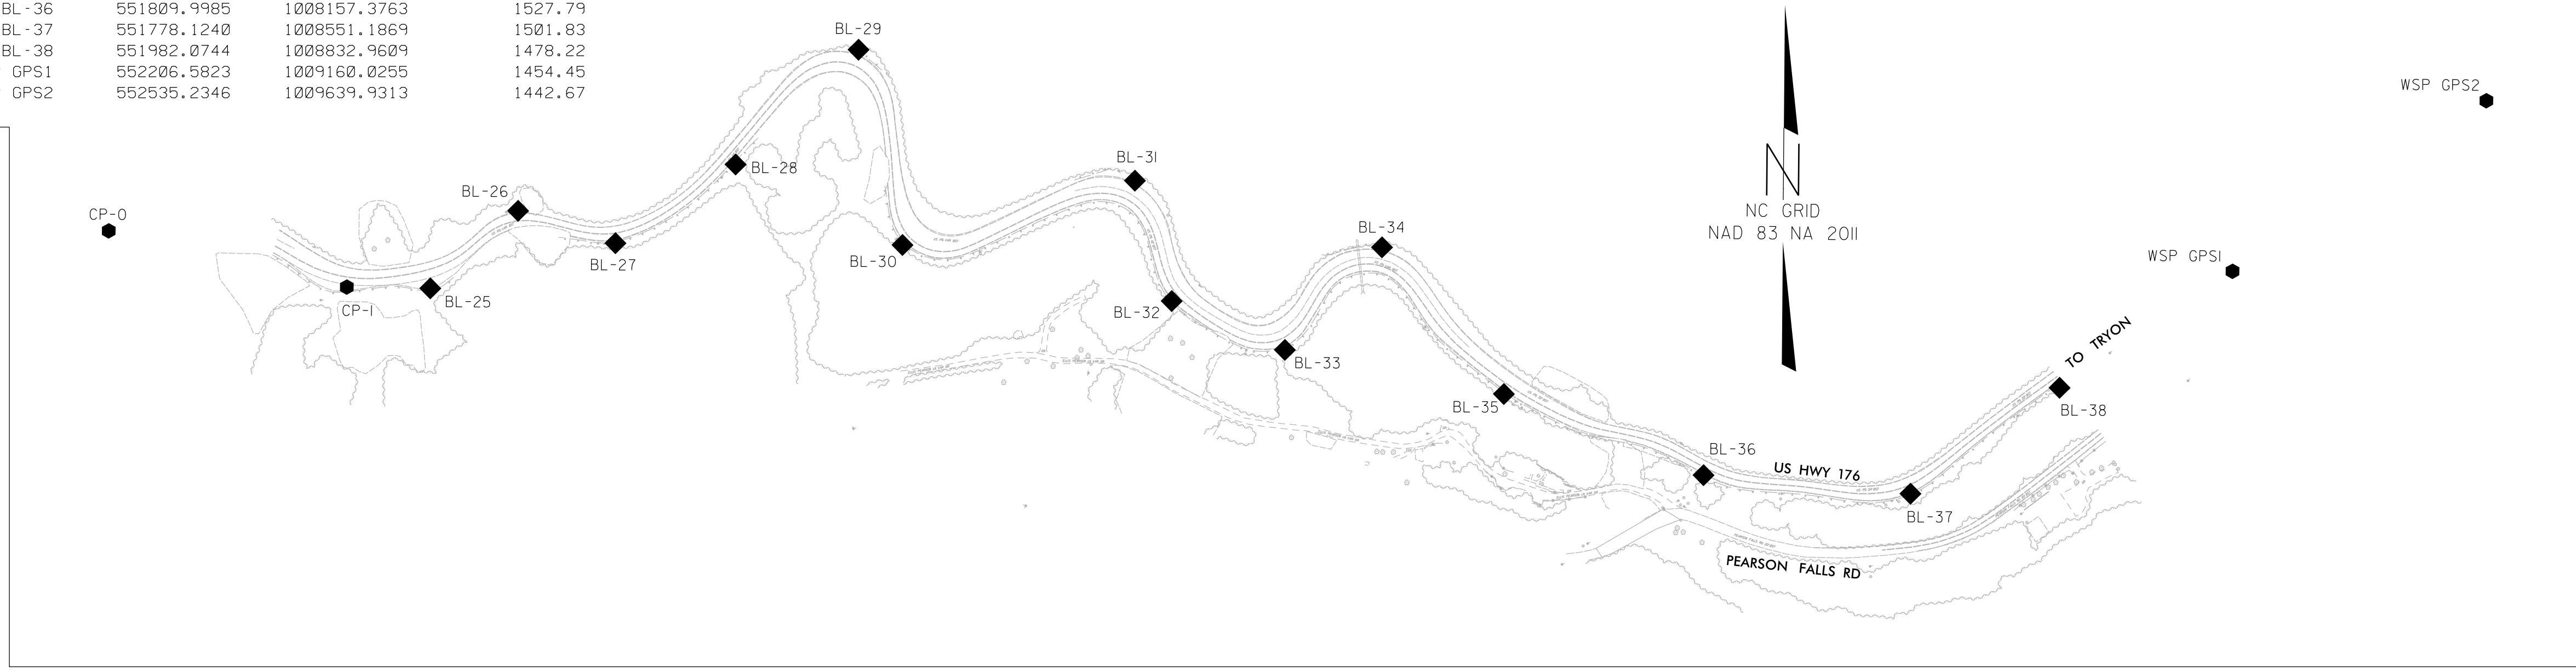 BL-36 551809.9985 1008157.3763 1527.79
BL-37 551778.1240 1008551.1869 1501.83
BL-38 551982.0744 1008832.9609 1478.22
GPS1 552206.5823 1009160.0255 1454.45
GPS2 552535.2346 1009639.9313 1442.67
BL-29
WSP GPS2
BL-31
BL-28
BL-26
CP-0
NC GRID
NAD 83 NA 2011
N
BL-34
WSP GPS1
BL-30
BL-27
BL-25
CP-1
BL-32
BL-33
TO TRYON
BL-35
BL-38
BL-36
US HWY 176
BL-37
PEARSON FALLS RD